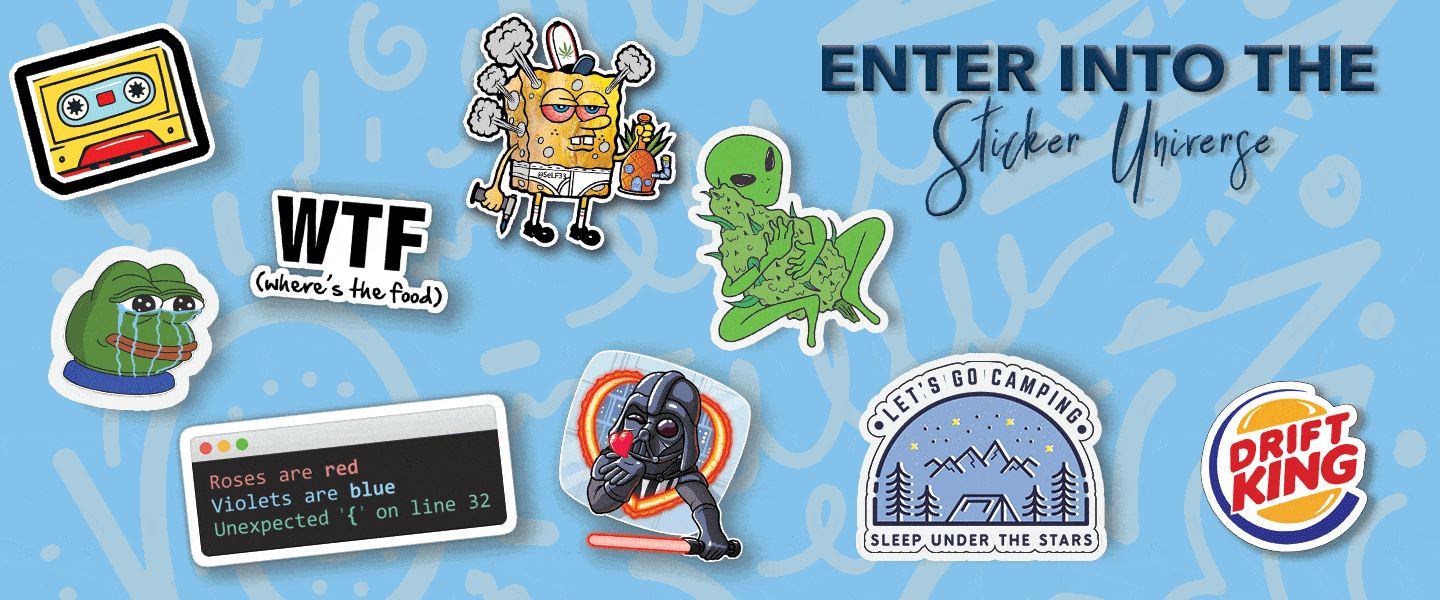 ENTER INTO THE
Sticker Universe
@SeLF33
WTF
(where's the food)
LET'S GO CAMPING
SLEEP UNDER THE STARS
Roses are red
Violets are blue
Unexpected '{' on line 32
DRIFT
KING